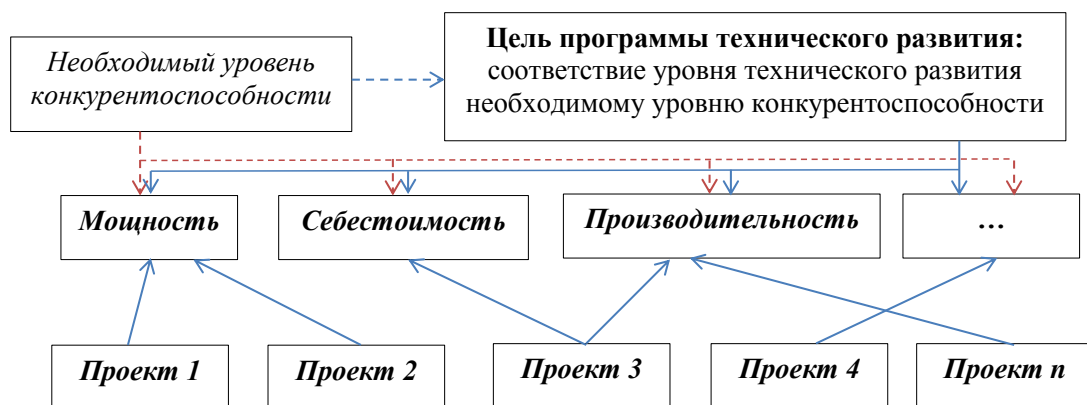 Необходимый уровень
конкурентоспособности
Цель программы технического развития:
соответствие уровня технического развития
необходимому уровню конкурентоспособности
Мощность
Себестоимость
Производительность
…
Проект 1
Проект 2
Проект 3
Проект 4
Проект n